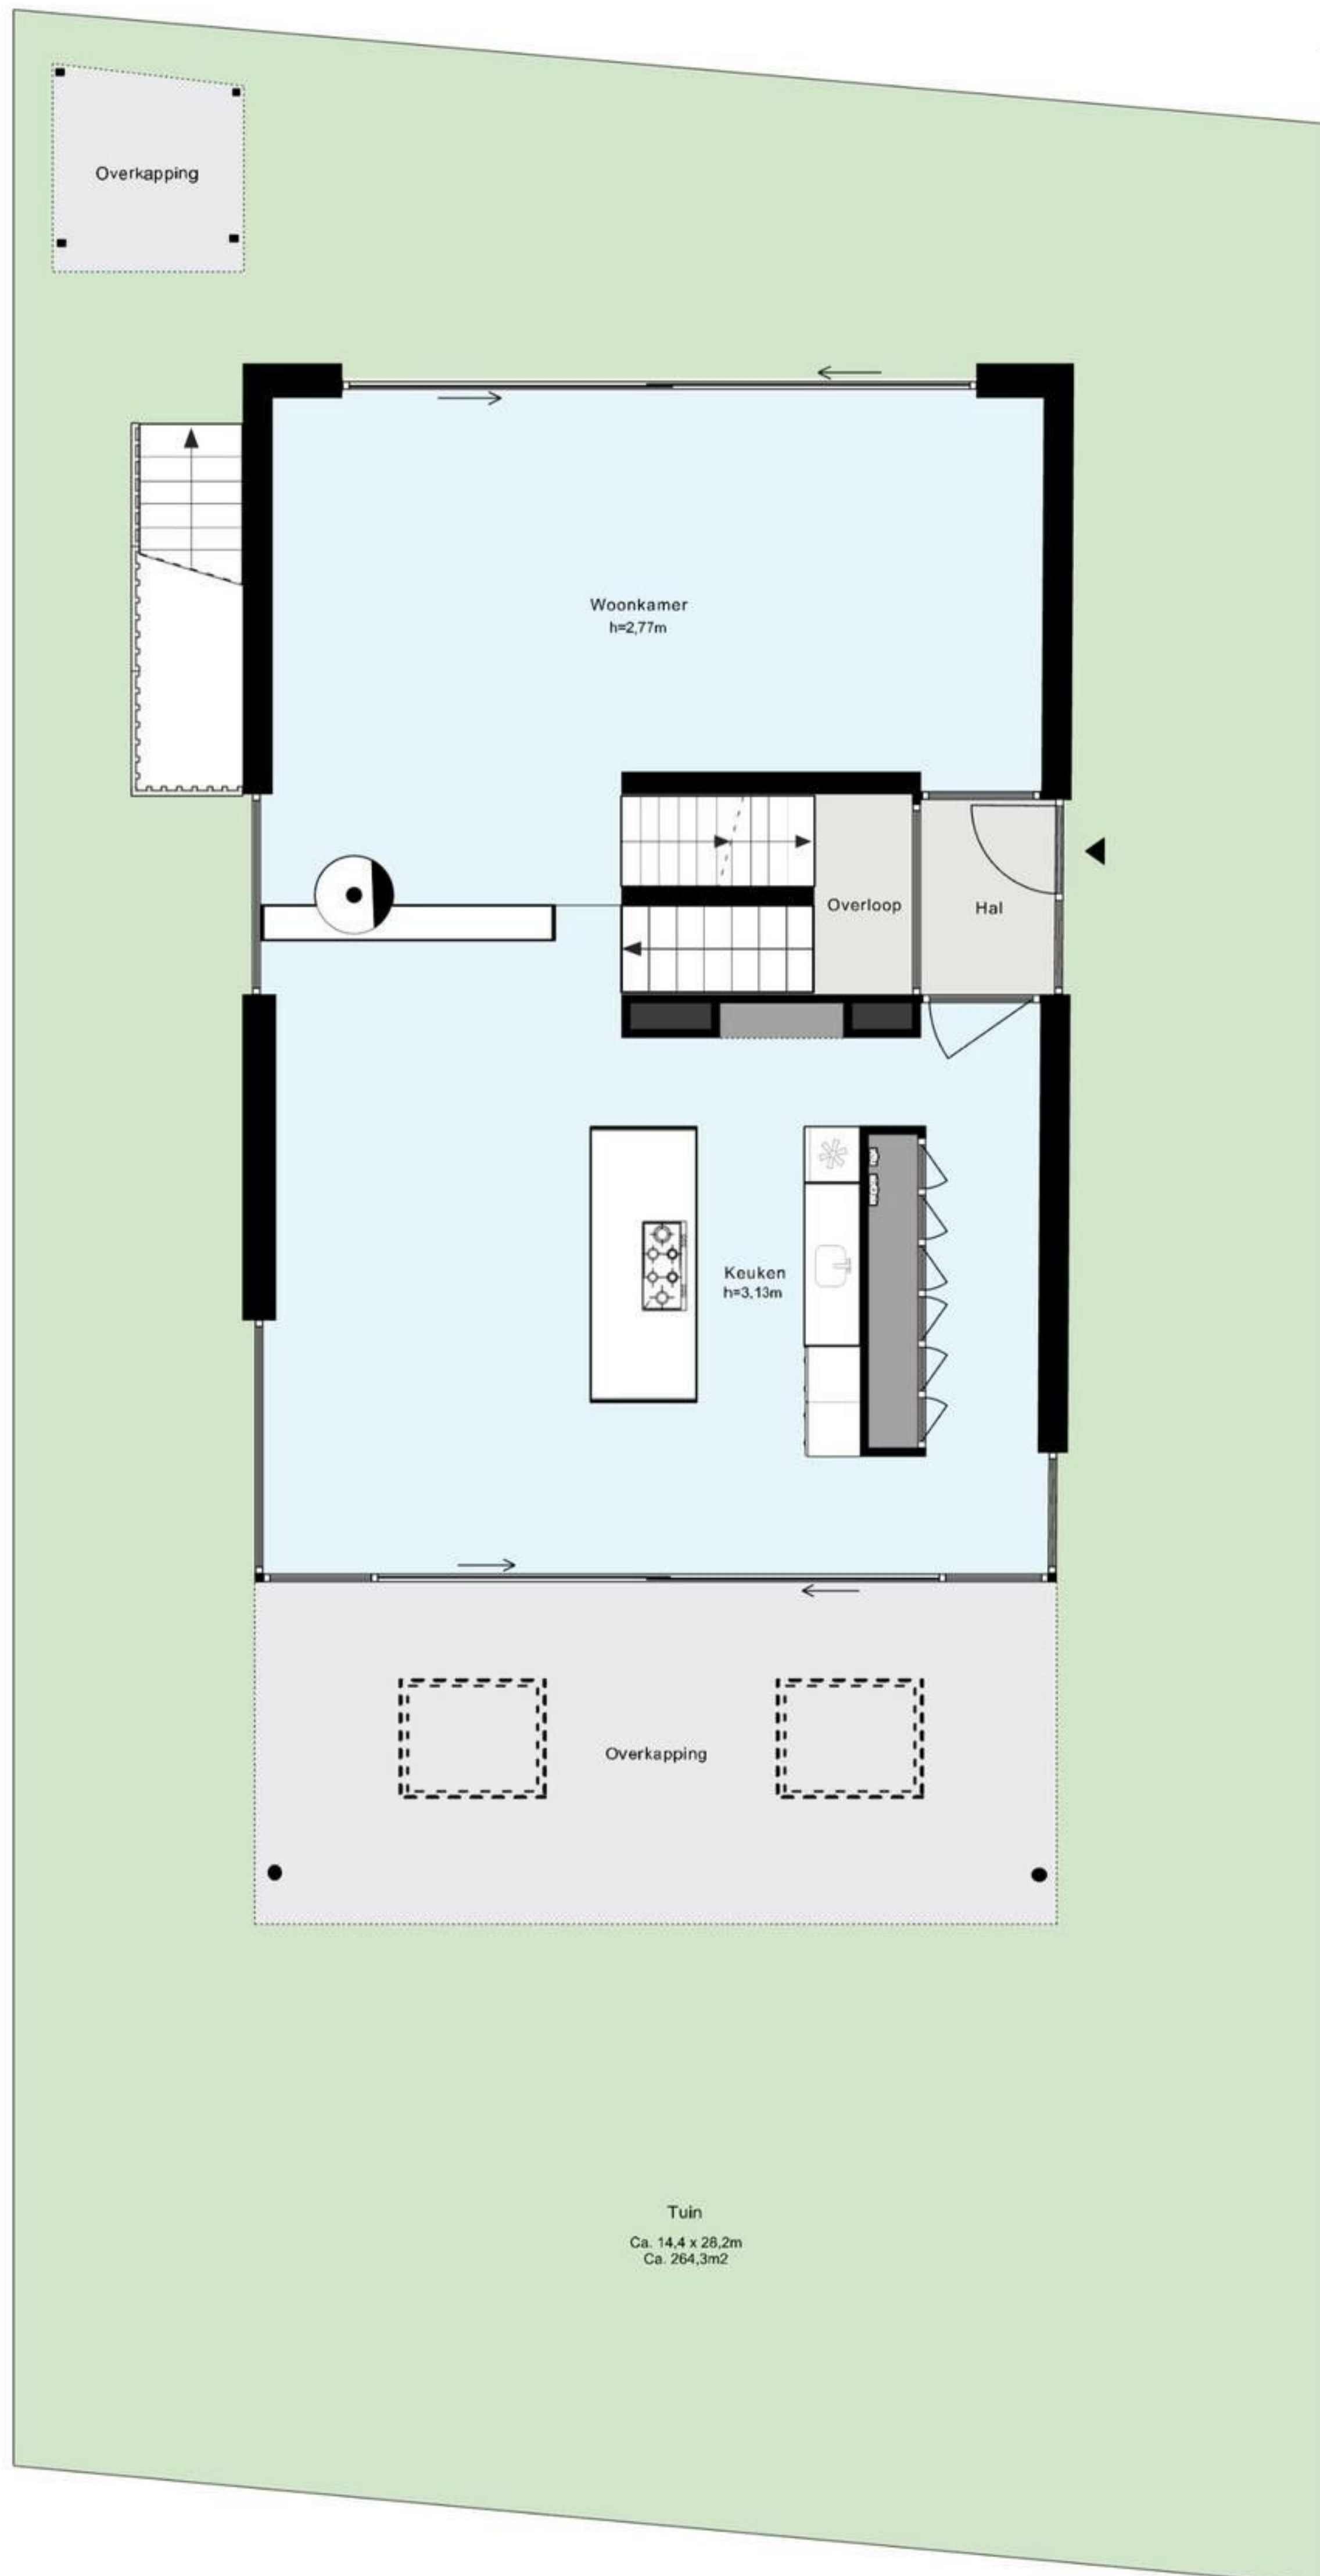 Overkapping
Woonkamer
h=2,77m
Overloop
Hal
Keuken
h=3,13m
Overkapping
Tuin
Ca. 14,4 x 28,2m
Ca. 264,3m2